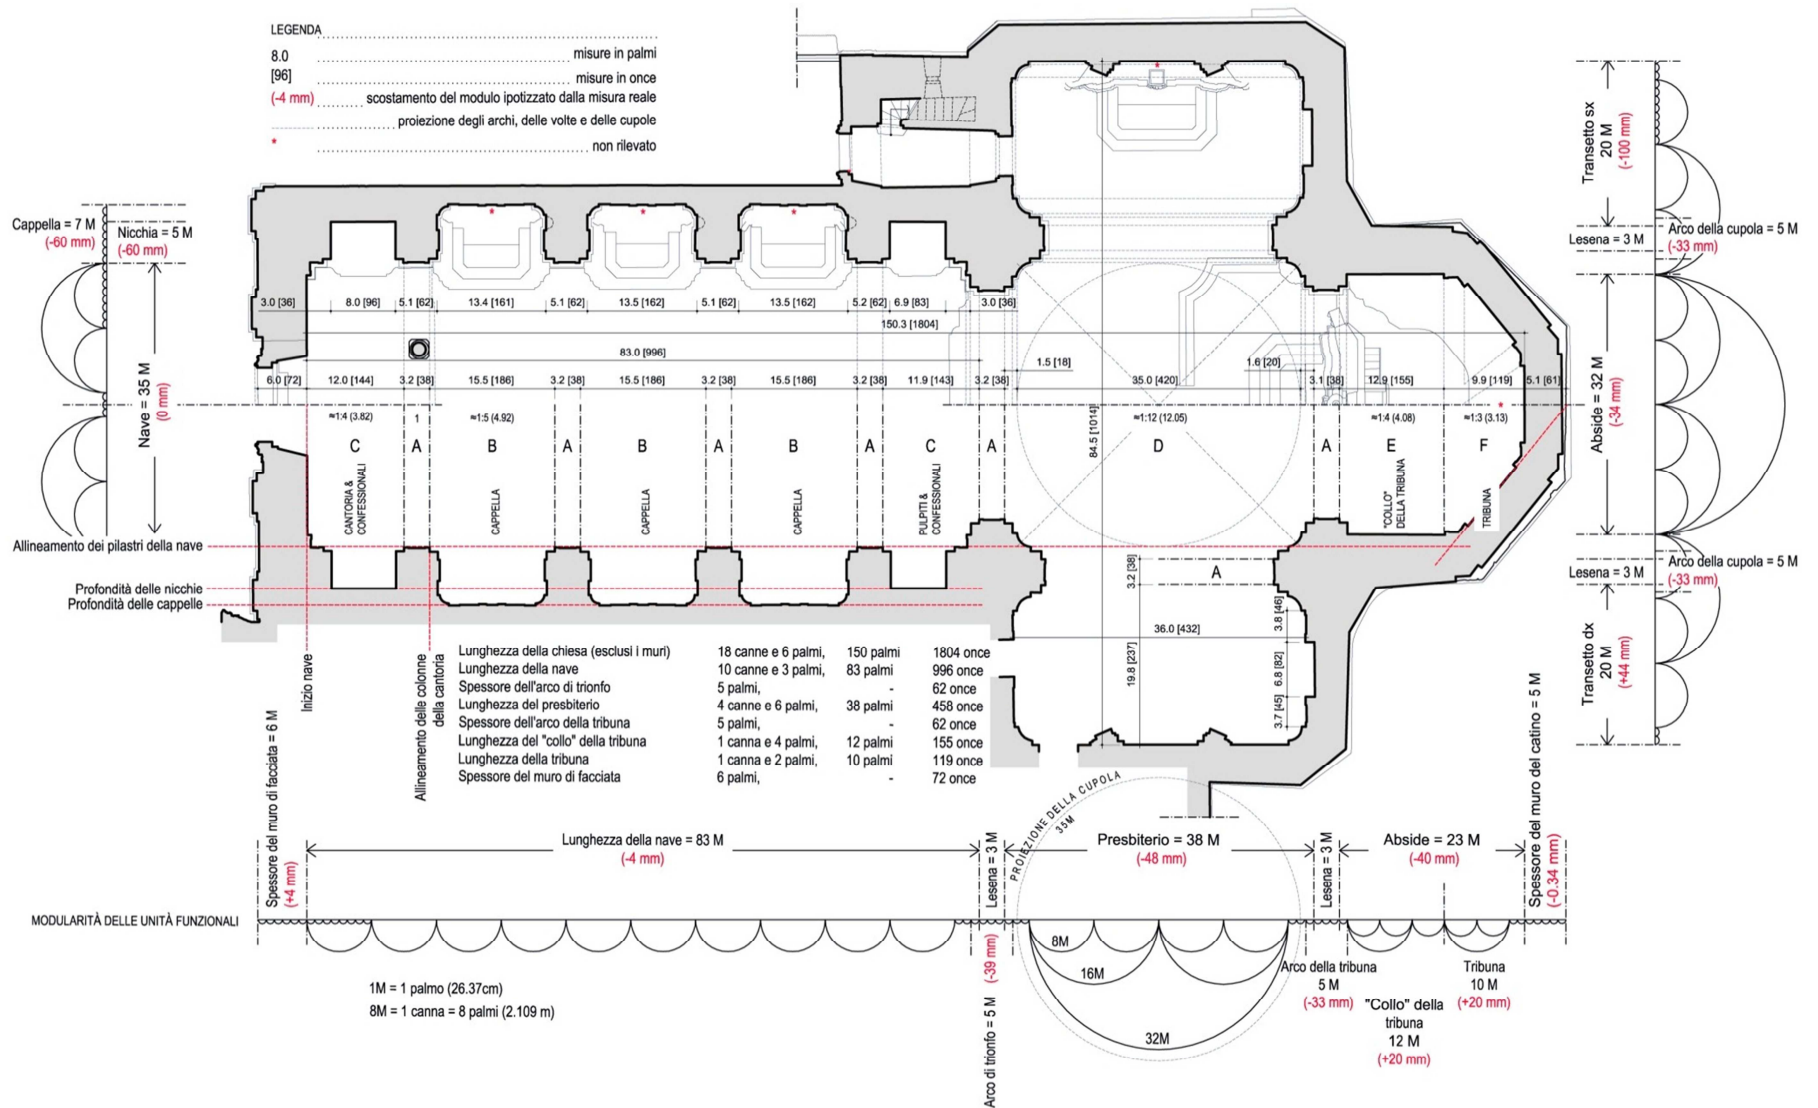 LEGENDA
8.0 misure in palmi
[96] misure in once
(-4 mm) scostamento del modulo ipotizzato dalla misura reale
proiezione degli archi, delle volte e delle cupole
* non rilevato
Cappella = 7 M
(-60 mm)
Nicchia = 5 M
(-60 mm)
Nave = 35 M
(0 mm)
Transetto sx
20 M
(-100 mm)
Arco della cupola = 5 M
(-33 mm)
Lesena = 3 M
Abside = 32 M
(-34 mm)
Arco della cupola = 5 M
(-33 mm)
Lesena = 3 M
Transetto dx
20 M
(+44 mm)
3.0 [36] 8.0 [96] 5.1 [62] 13.4 [161] 5.1 [62] 13.5 [162] 5.1 [62] 13.5 [162] 5.2 [62] 6.9 [83] 3.0 [36]
150.3 [1804]
83.0 [996]
1.5 [18] 1.6 [20]
6.0 [72] 12.0 [144] 3.2 [38] 15.5 [186] 3.2 [38] 15.5 [186] 3.2 [38] 15.5 [186] 3.2 [38] 11.9 [143] 3.2 [38] 35.0 [420] 3.1 [38] 12.9 [155] 9.9 [119] 5.1 [61]
≈1:4 (3.82) 1 ≈1:5 (4.92) ≈1:12 (12.05) ≈1:4 (4.08) ≈1:3 (3.13) *
84.5 [1014]
C A B A B A B A C A D A E F
CANTORIA &
CONFESSIONALI
CAPPELLA
CAPPELLA
CAPPELLA
PULPITI &
CONFESSIONALI
"COLLO"
DELLA TRIBUNA
TRIBUNA
Allineamento dei pilastri della nave
Profondità delle nicchie
Profondità delle cappelle
A
3.2 [38]
36.0 [432]
19.8 [237]
3.8 [46]
6.8 [82]
3.7 [45]
Inizio nave
Allineamento delle colonne
della cantoria
Lunghezza della chiesa (esclusi i muri) 18 canne e 6 palmi, 150 palmi 1804 once
Lunghezza della nave 10 canne e 3 palmi, 83 palmi 996 once
Spessore dell'arco di trionfo 5 palmi, - 62 once
Lunghezza del presbiterio 4 canne e 6 palmi, 38 palmi 458 once
Spessore dell'arco della tribuna 5 palmi, - 62 once
Lunghezza del "collo" della tribuna 1 canna e 4 palmi, 12 palmi 155 once
Lunghezza della tribuna 1 canna e 2 palmi, 10 palmi 119 once
Spessore del muro di facciata 6 palmi, - 72 once
Spessore del muro di facciata = 6 M
(+4 mm)
Lunghezza della nave = 83 M
(-4 mm)
Lesena = 3 M
PROIEZIONE DELLA CUPOLA
35M
Presbiterio = 38 M
(-48 mm)
Lesena = 3 M
Abside = 23 M
(-40 mm)
Spessore del muro del catino = 5 M
(-0.34 mm)
MODULARITÀ DELLE UNITÀ FUNZIONALI
8M
16M
32M
Arco di trionfo = 5 M (-39 mm)
Arco della tribuna
5 M
(-33 mm)
"Collo" della
tribuna
12 M
(+20 mm)
Tribuna
10 M
(+20 mm)
1M = 1 palmo (26.37cm)
8M = 1 canna = 8 palmi (2.109 m)